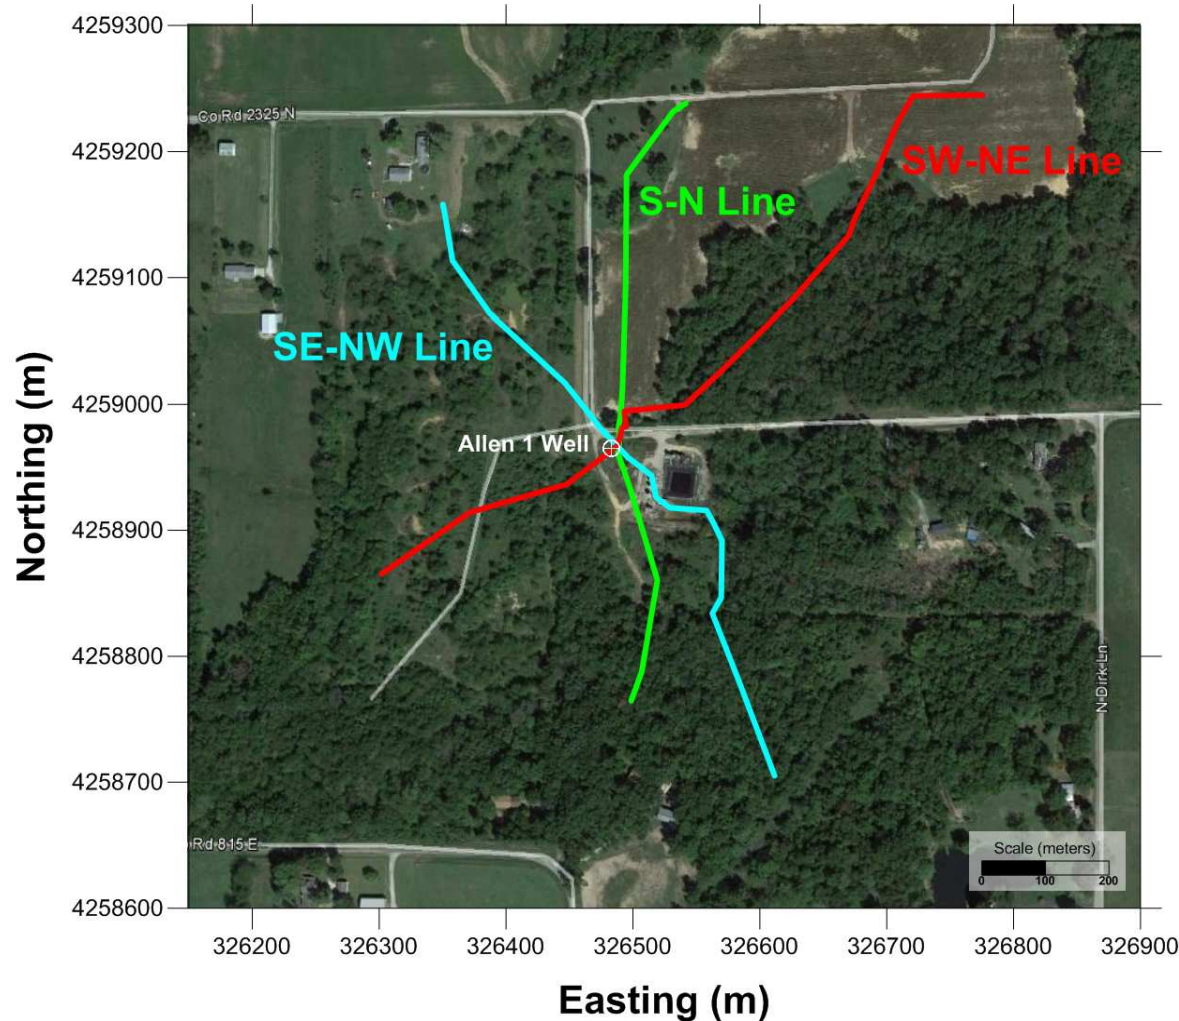 4259300
4259200
4259100
4259000
4258900
4258800
4258700
4258600
Northing (m)
Co Rd 2325 N
SW-NE Line
S-N Line
SE-NW Line
Allen 1 Well
N Dirk Ln
Rd 815 E
Scale (meters)
0 100 200
326200 326300 326400 326500 326600 326700 326800 326900
Easting (m)